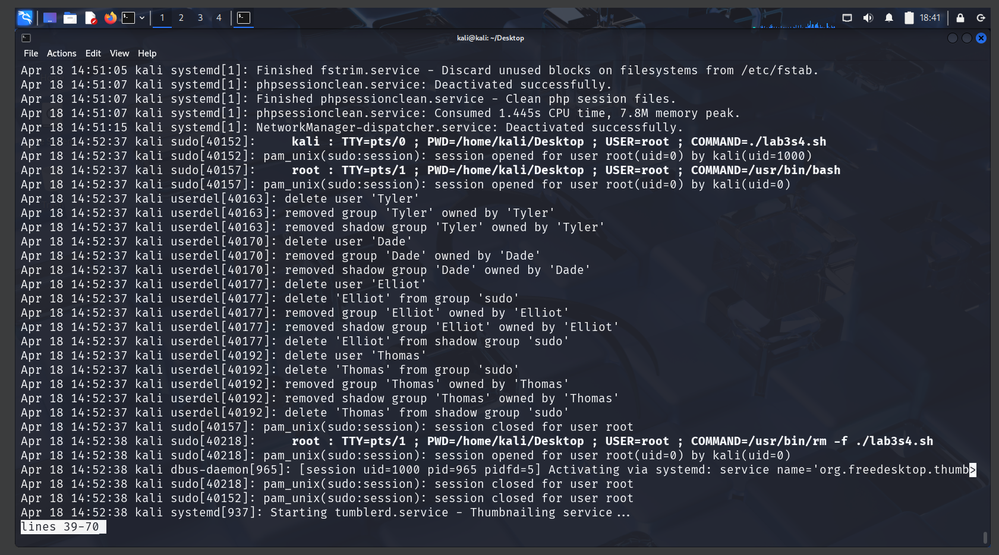 1 2 3 4 18:41
kali@kali: ~/Desktop
File Actions Edit View Help
Apr 18 14:51:05 kali systemd[1]: Finished fstrim.service - Discard unused blocks on filesystems from /etc/fstab.
Apr 18 14:51:07 kali systemd[1]: phpsessionclean.service: Deactivated successfully.
Apr 18 14:51:07 kali systemd[1]: Finished phpsessionclean.service - Clean php session files.
Apr 18 14:51:07 kali systemd[1]: phpsessionclean.service: Consumed 1.445s CPU time, 7.8M memory peak.
Apr 18 14:51:15 kali systemd[1]: NetworkManager-dispatcher.service: Deactivated successfully.
Apr 18 14:52:37 kali sudo[40152]:     kali : TTY=pts/0 ; PWD=/home/kali/Desktop ; USER=root ; COMMAND=./lab3s4.sh
Apr 18 14:52:37 kali sudo[40152]: pam_unix(sudo:session): session opened for user root(uid=0) by kali(uid=1000)
Apr 18 14:52:37 kali sudo[40157]:     root : TTY=pts/1 ; PWD=/home/kali/Desktop ; USER=root ; COMMAND=/usr/bin/bash
Apr 18 14:52:37 kali sudo[40157]: pam_unix(sudo:session): session opened for user root(uid=0) by kali(uid=0)
Apr 18 14:52:37 kali userdel[40163]: delete user 'Tyler'
Apr 18 14:52:37 kali userdel[40163]: removed group 'Tyler' owned by 'Tyler'
Apr 18 14:52:37 kali userdel[40163]: removed shadow group 'Tyler' owned by 'Tyler'
Apr 18 14:52:37 kali userdel[40170]: delete user 'Dade'
Apr 18 14:52:37 kali userdel[40170]: removed group 'Dade' owned by 'Dade'
Apr 18 14:52:37 kali userdel[40170]: removed shadow group 'Dade' owned by 'Dade'
Apr 18 14:52:37 kali userdel[40177]: delete user 'Elliot'
Apr 18 14:52:37 kali userdel[40177]: delete 'Elliot' from group 'sudo'
Apr 18 14:52:37 kali userdel[40177]: removed group 'Elliot' owned by 'Elliot'
Apr 18 14:52:37 kali userdel[40177]: removed shadow group 'Elliot' owned by 'Elliot'
Apr 18 14:52:37 kali userdel[40177]: delete 'Elliot' from shadow group 'sudo'
Apr 18 14:52:37 kali userdel[40192]: delete user 'Thomas'
Apr 18 14:52:37 kali userdel[40192]: delete 'Thomas' from group 'sudo'
Apr 18 14:52:37 kali userdel[40192]: removed group 'Thomas' owned by 'Thomas'
Apr 18 14:52:37 kali userdel[40192]: removed shadow group 'Thomas' owned by 'Thomas'
Apr 18 14:52:37 kali userdel[40192]: delete 'Thomas' from shadow group 'sudo'
Apr 18 14:52:37 kali sudo[40157]: pam_unix(sudo:session): session closed for user root
Apr 18 14:52:38 kali sudo[40218]:     root : TTY=pts/1 ; PWD=/home/kali/Desktop ; USER=root ; COMMAND=/usr/bin/rm -f ./lab3s4.sh
Apr 18 14:52:38 kali sudo[40218]: pam_unix(sudo:session): session opened for user root(uid=0) by kali(uid=0)
Apr 18 14:52:38 kali dbus-daemon[965]: [session uid=1000 pid=965 pidfd=5] Activating via systemd: service name='org.freedesktop.thumb>
Apr 18 14:52:38 kali sudo[40218]: pam_unix(sudo:session): session closed for user root
Apr 18 14:52:38 kali sudo[40152]: pam_unix(sudo:session): session closed for user root
Apr 18 14:52:38 kali systemd[937]: Starting tumblerd.service - Thumbnailing service...
lines 39-70